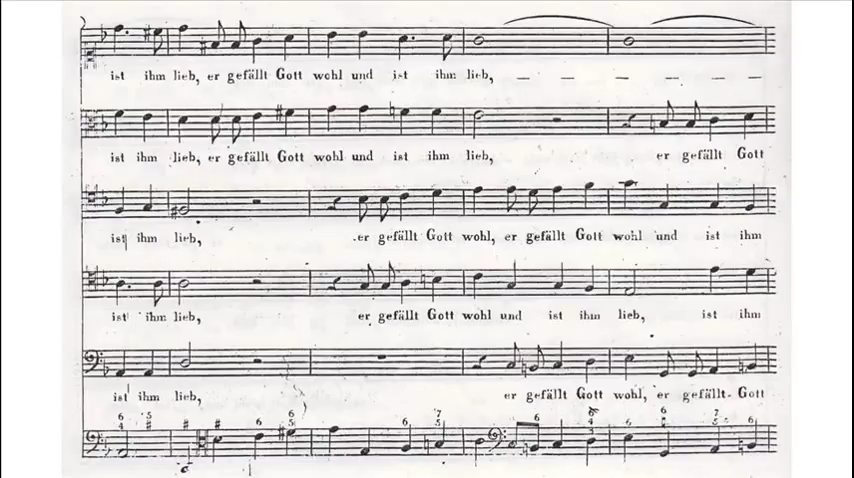 ist ihm lieb, er gefällt Gott wohl und ist ihm lieb, _ _ _ _ _ _ _
ist ihm lieb, er gefällt Gott wohl und ist ihm lieb, er gefällt Gott
ist ihm lieb, er gefällt Gott wohl, er gefällt Gott wohl und ist ihm
ist ihm lieb, er gefällt Gott wohl und ist ihm lieb, ist ihm
ist ihm lieb, er gefällt Gott wohl, er gefällt Gott